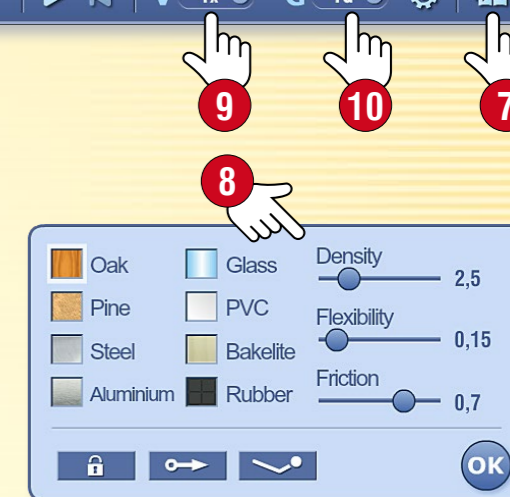 9
10
7
8
Oak
Glass
Density
2,5
Pine
PVC
Flexibility
0,15
Steel
Bakelite
Friction
Aluminium
Rubber
0,7
OK